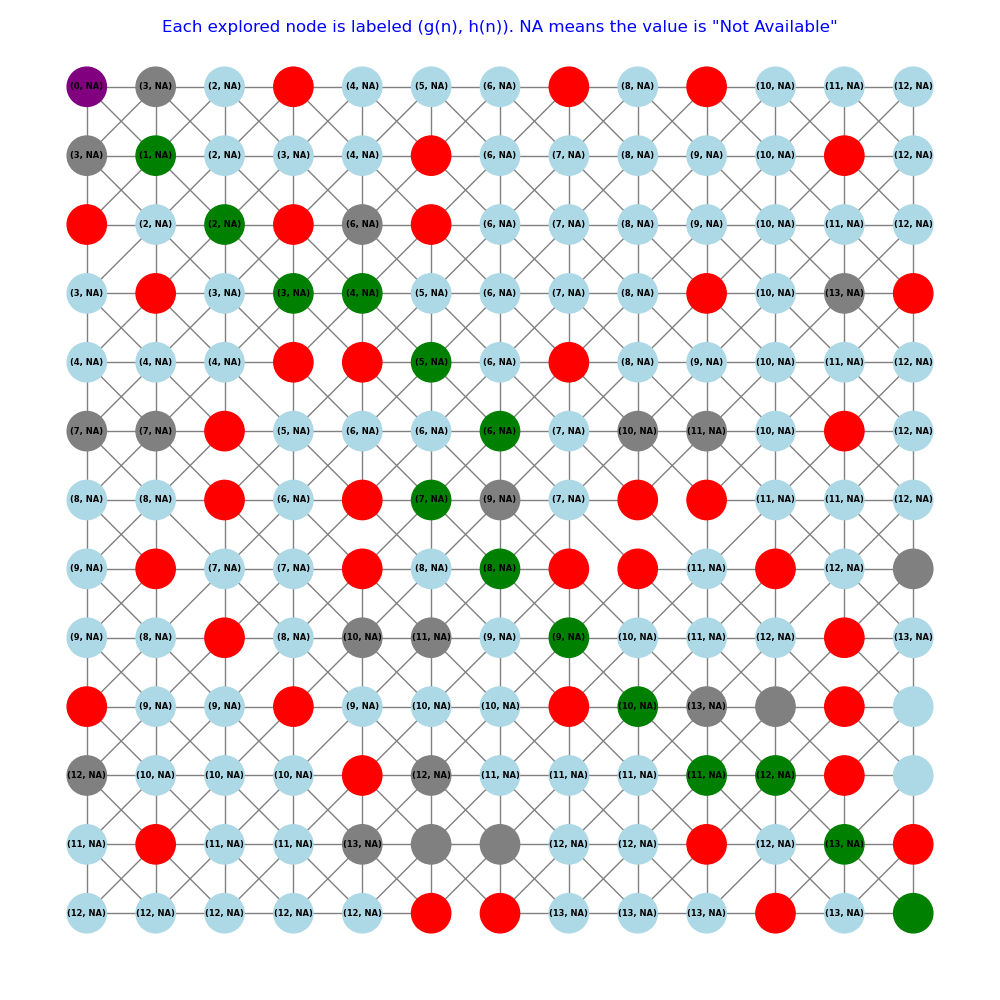 Each explored node is labeled (g(n), h(n)). NA means the value is "Not Available"
(0, NA) (3, NA) (2, NA) (4, NA) (5, NA) (6, NA) (8, NA) (10, NA) (11, NA) (12, NA)
(3, NA) (1, NA) (2, NA) (3, NA) (4, NA) (6, NA) (7, NA) (8, NA) (9, NA) (10, NA) (12, NA)
(2, NA) (2, NA) (6, NA) (6, NA) (7, NA) (8, NA) (9, NA) (10, NA) (11, NA) (12, NA)
(3, NA) (3, NA) (3, NA) (4, NA) (5, NA) (6, NA) (7, NA) (8, NA) (10, NA) (13, NA)
(4, NA) (4, NA) (4, NA) (5, NA) (6, NA) (8, NA) (9, NA) (10, NA) (11, NA) (12, NA)
(7, NA) (7, NA) (5, NA) (6, NA) (6, NA) (6, NA) (7, NA) (10, NA) (11, NA) (10, NA) (12, NA)
(8, NA) (8, NA) (6, NA) (7, NA) (9, NA) (7, NA) (11, NA) (11, NA) (12, NA)
(9, NA) (7, NA) (7, NA) (8, NA) (8, NA) (11, NA) (12, NA)
(9, NA) (8, NA) (8, NA) (10, NA) (11, NA) (9, NA) (9, NA) (10, NA) (11, NA) (12, NA) (13, NA)
(9, NA) (9, NA) (9, NA) (10, NA) (10, NA) (10, NA) (13, NA)
(12, NA) (10, NA) (10, NA) (10, NA) (12, NA) (11, NA) (11, NA) (11, NA) (11, NA) (12, NA)
(11, NA) (11, NA) (11, NA) (13, NA) (12, NA) (12, NA) (12, NA) (13, NA)
(12, NA) (12, NA) (12, NA) (12, NA) (12, NA) (13, NA) (13, NA) (13, NA) (13, NA)